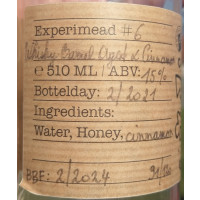 Experimead #6
Whisky Barrel Aged & Cinnamon
℮ 510 ML / ABV: 15%
Bottelday: 2/2021
Ingredients:
Water, Honey, cinnamon
BBF: 2/2024